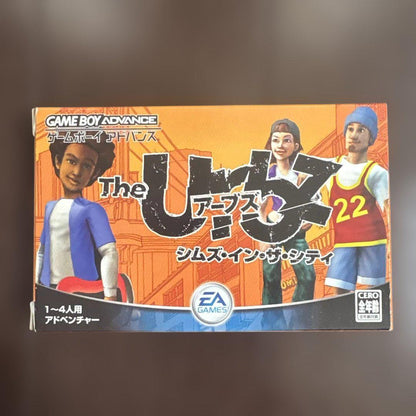 GAME BOY ADVANCE
ゲームボーイ アドバンス
The Urbz
アーブズ
シムズ・イン・ザ・シティ
22
1〜4人用
アドベンチャー
EA
GAMES
CERO
全年齢